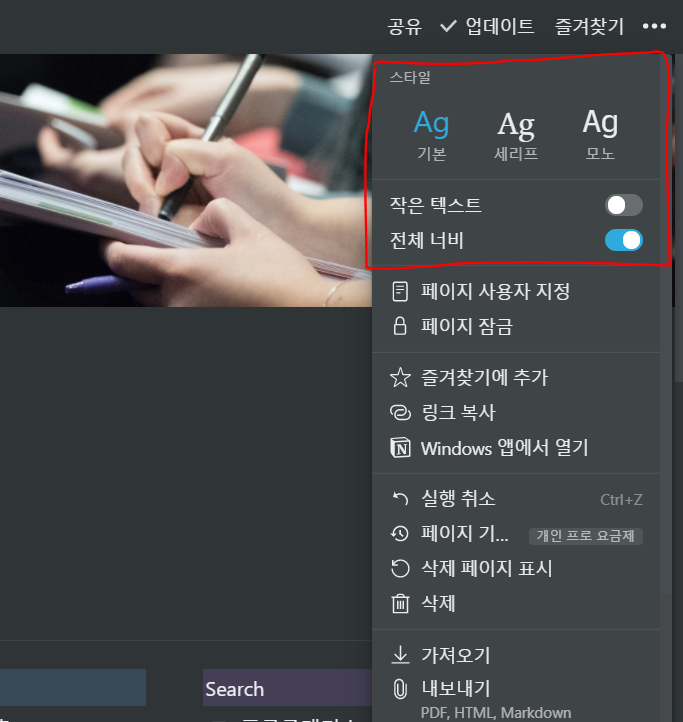 공유 업데이트 즐겨찾기
스타일
Ag Ag Ag
기본 세리프 모노
작은 텍스트
전체 너비
페이지 사용자 지정
페이지 잠금
즐겨찾기에 추가
링크 복사
Windows 앱에서 열기
실행 취소 Ctrl+Z
페이지 기... 개인 프로 요금제
삭제 페이지 표시
삭제
가져오기
Search
내보내기
PDF, HTML, Markdown